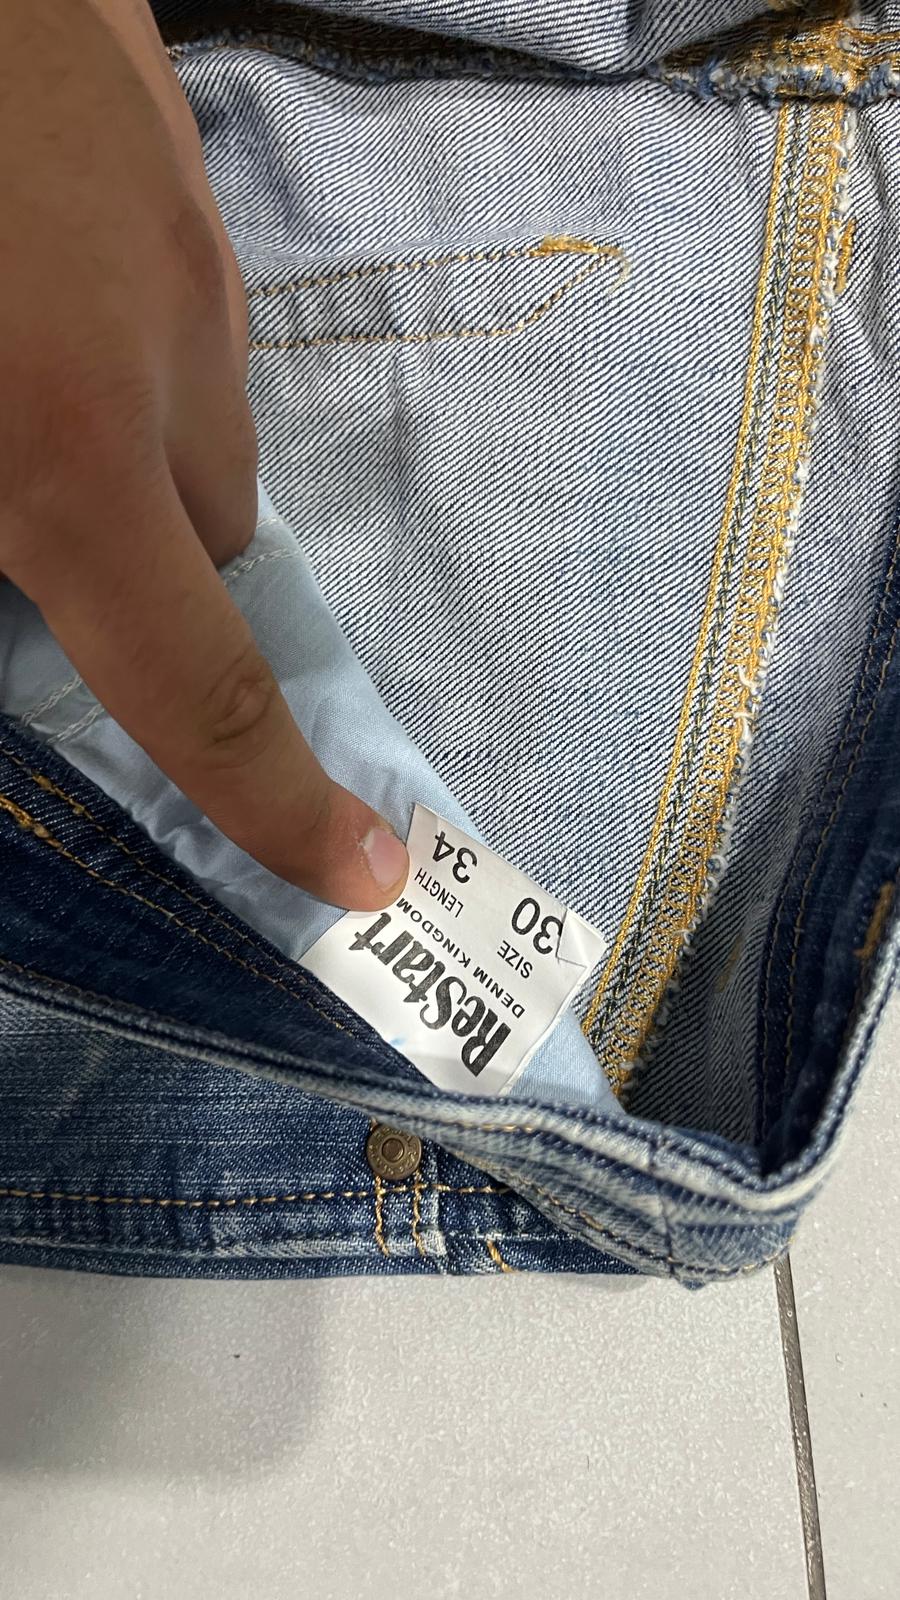 ReStart
DENIM KINGDOM
SIZE LENGTH
30 34